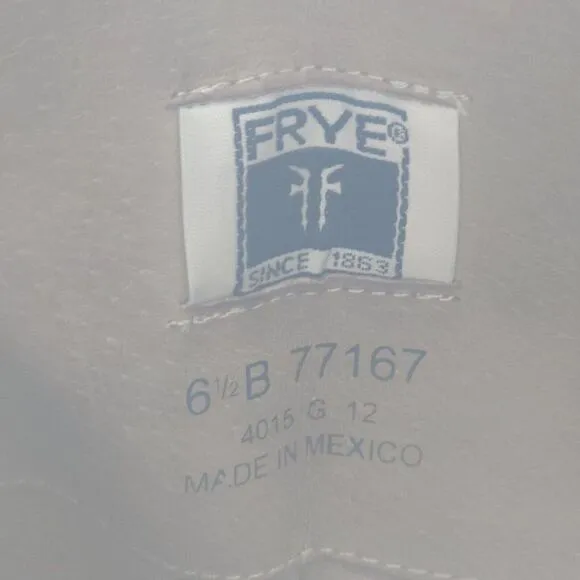 FRYE®
SINCE 1863
6½B 77167
4015 G 12
MADE IN MEXICO